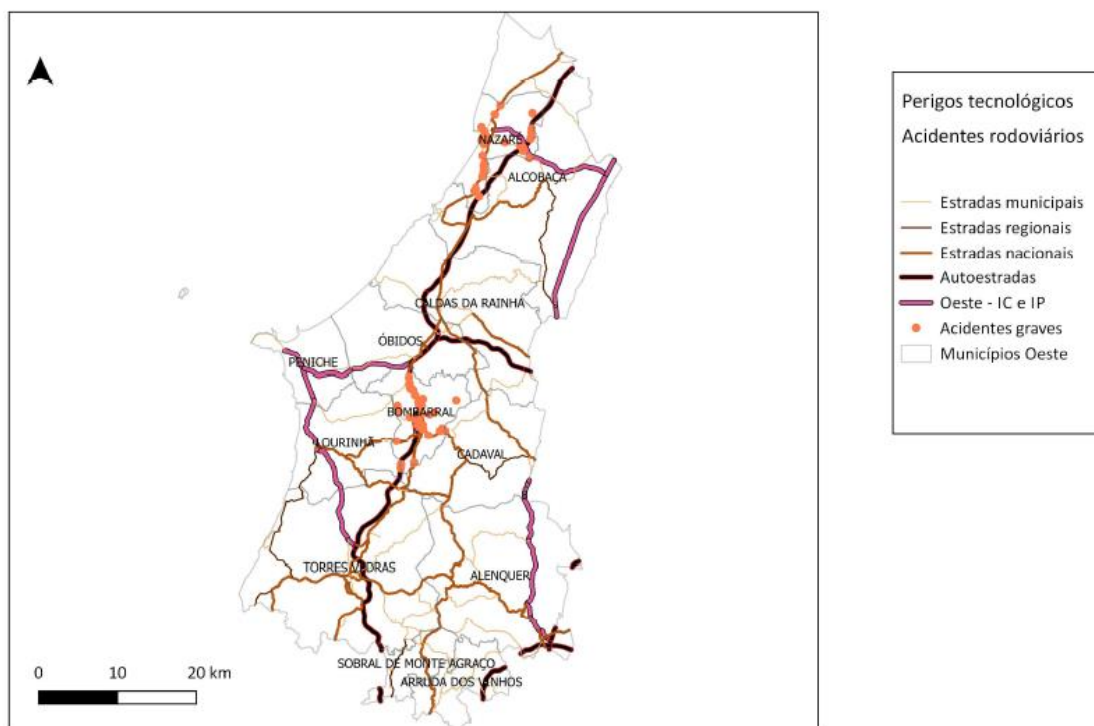 NAZARÉ
ALCOBAÇA
CALDAS DA RAINHA
ÓBIDOS
PENICHE
BOMBARRAL
LOURINHÃ
CADAVAL
TORRES VEDRAS
ALENQUER
SOBRAL DE MONTE AGRAÇO
ARRUDA DOS VINHOS
0 10 20 km
Perigos tecnológicos
Acidentes rodoviários
Estradas municipais
Estradas regionais
Estradas nacionais
Autoestradas
Oeste - IC e IP
Acidentes graves
Municípios Oeste